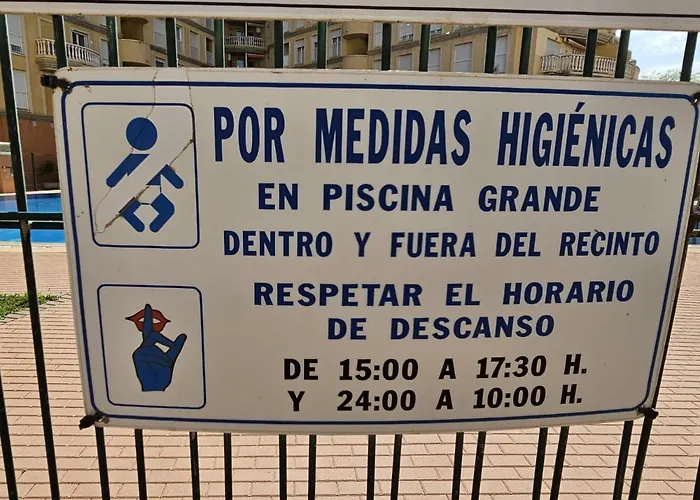 POR MEDIDAS HIGIÉNICAS
EN PISCINA GRANDE
DENTRO Y FUERA DEL RECINTO
RESPETAR EL HORARIO
DE DESCANSO
DE 15:00 A 17:30 H.
Y 24:00 A 10:00 H.